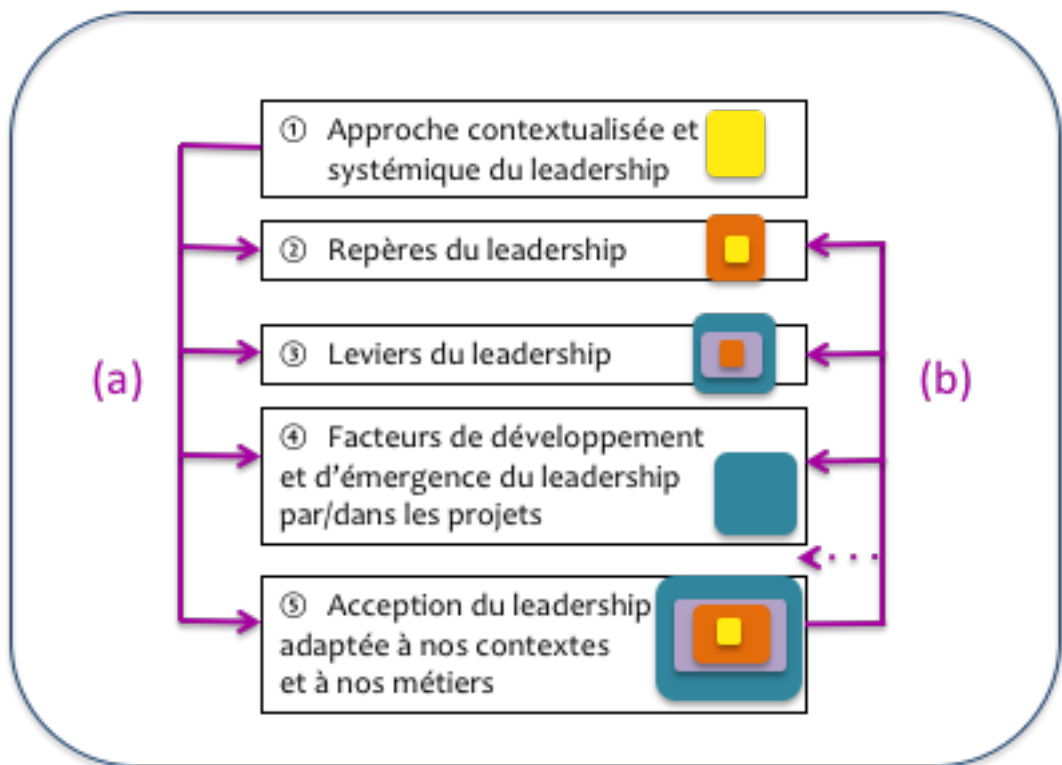 ① Approche contextualisée et
systémique du leadership
② Repères du leadership
③ Leviers du leadership
(a)
(b)
④ Facteurs de développement
et d'émergence du leadership
par/dans les projets
⑤ Acception du leadership
adaptée à nos contextes
et à nos métiers